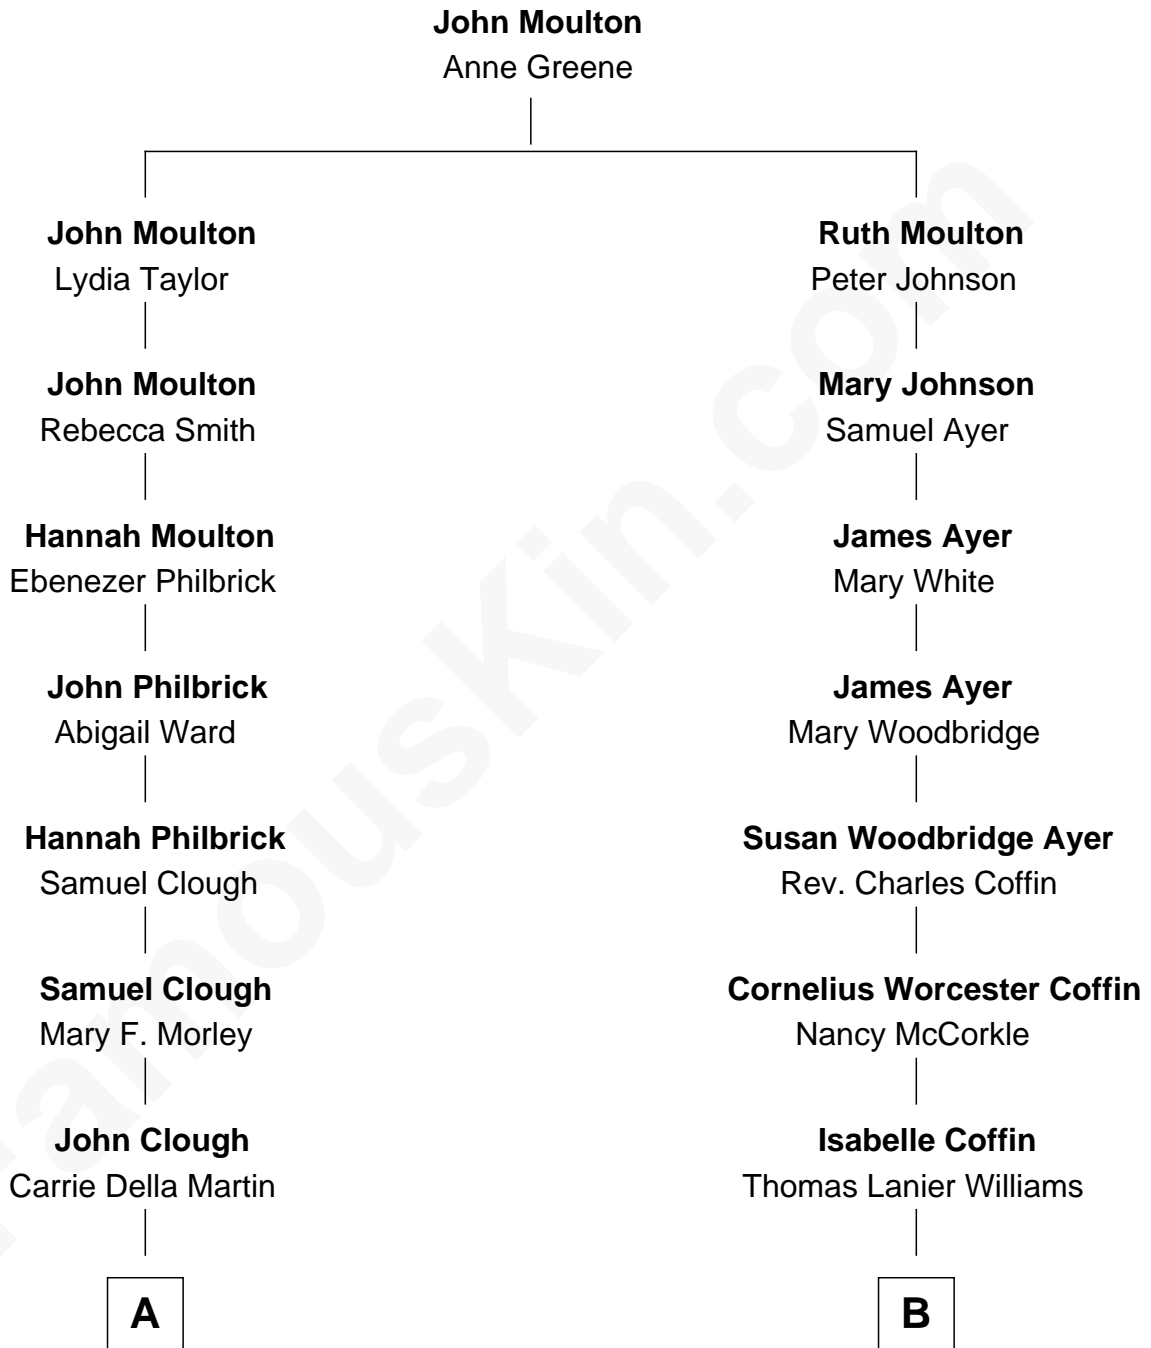 John Moulton
Anne Greene
John Moulton
Lydia Taylor
Ruth Moulton
Peter Johnson
John Moulton
Rebecca Smith
Mary Johnson
Samuel Ayer
Hannah Moulton
Ebenezer Philbrick
James Ayer
Mary White
John Philbrick
Abigail Ward
James Ayer
Mary Woodbridge
Hannah Philbrick
Samuel Clough
Susan Woodbridge Ayer
Rev. Charles Coffin
Samuel Clough
Mary F. Morley
Cornelius Worcester Coffin
Nancy McCorkle
John Clough
Carrie Della Martin
Isabelle Coffin
Thomas Lanier Williams
A
B
FamousKin.com